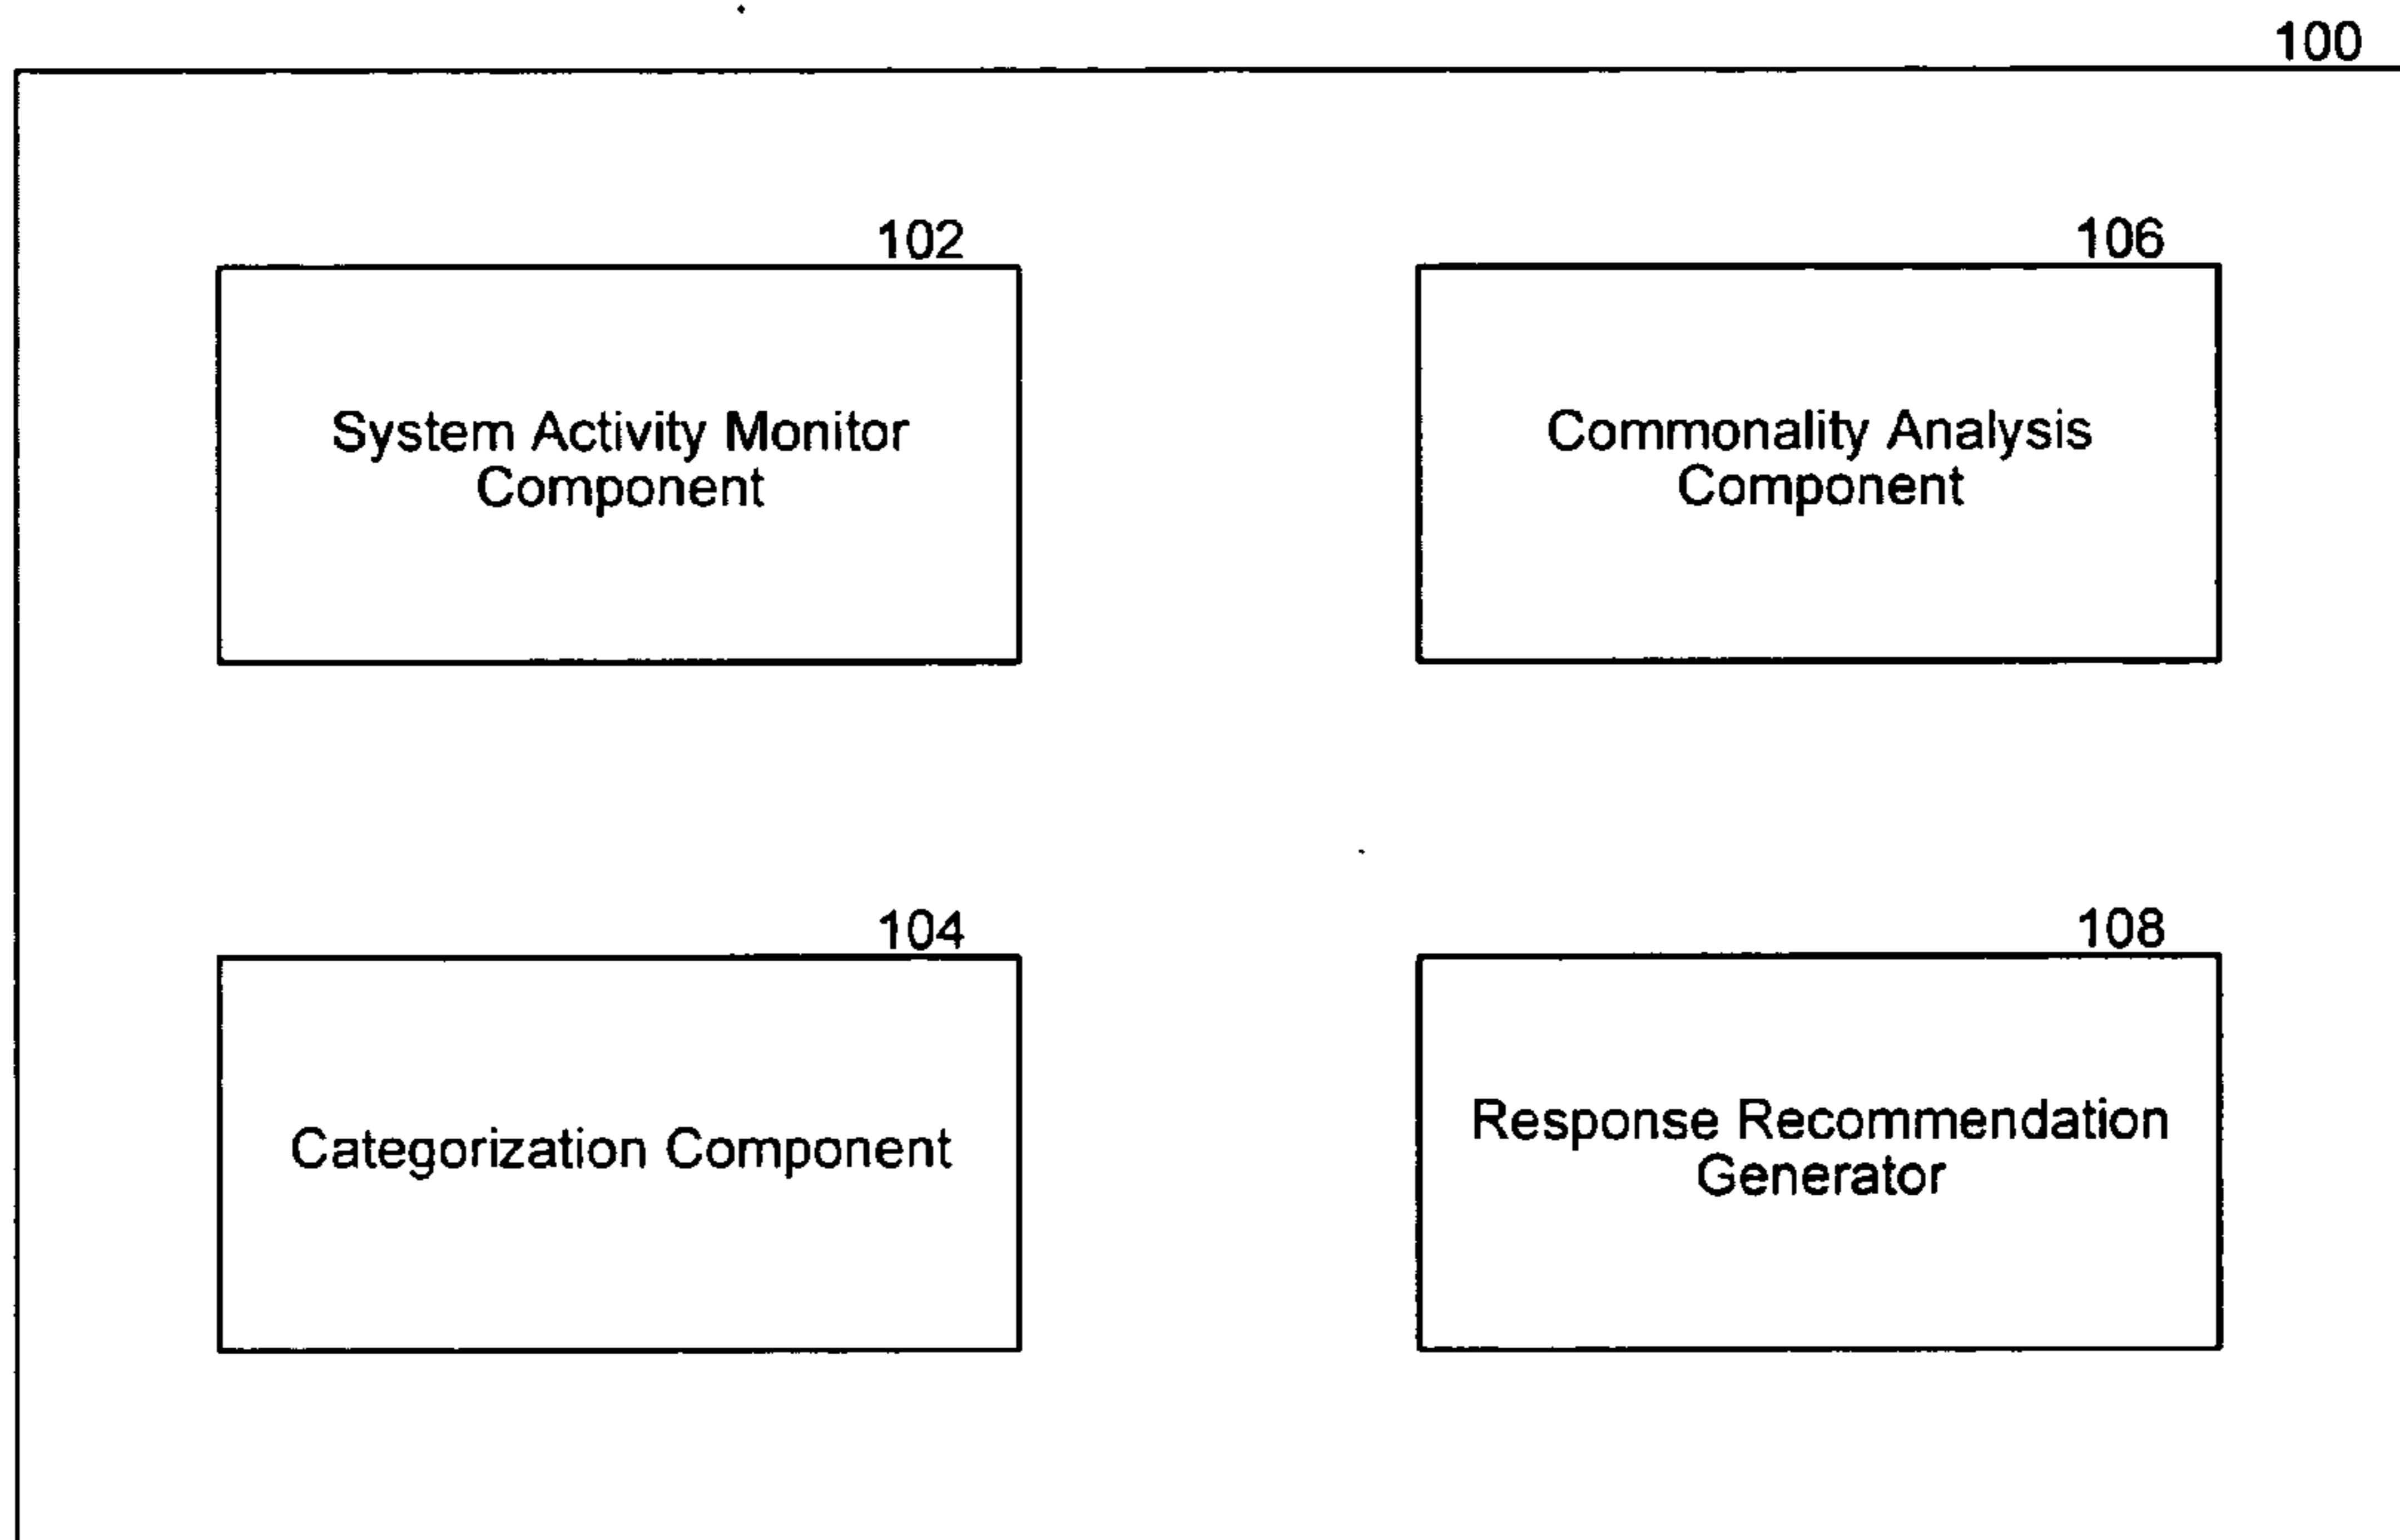 100
102
System Activity Monitor
Component
106
Commonality Analysis
Component
104
Categorization Component
108
Response Recommendation
Generator